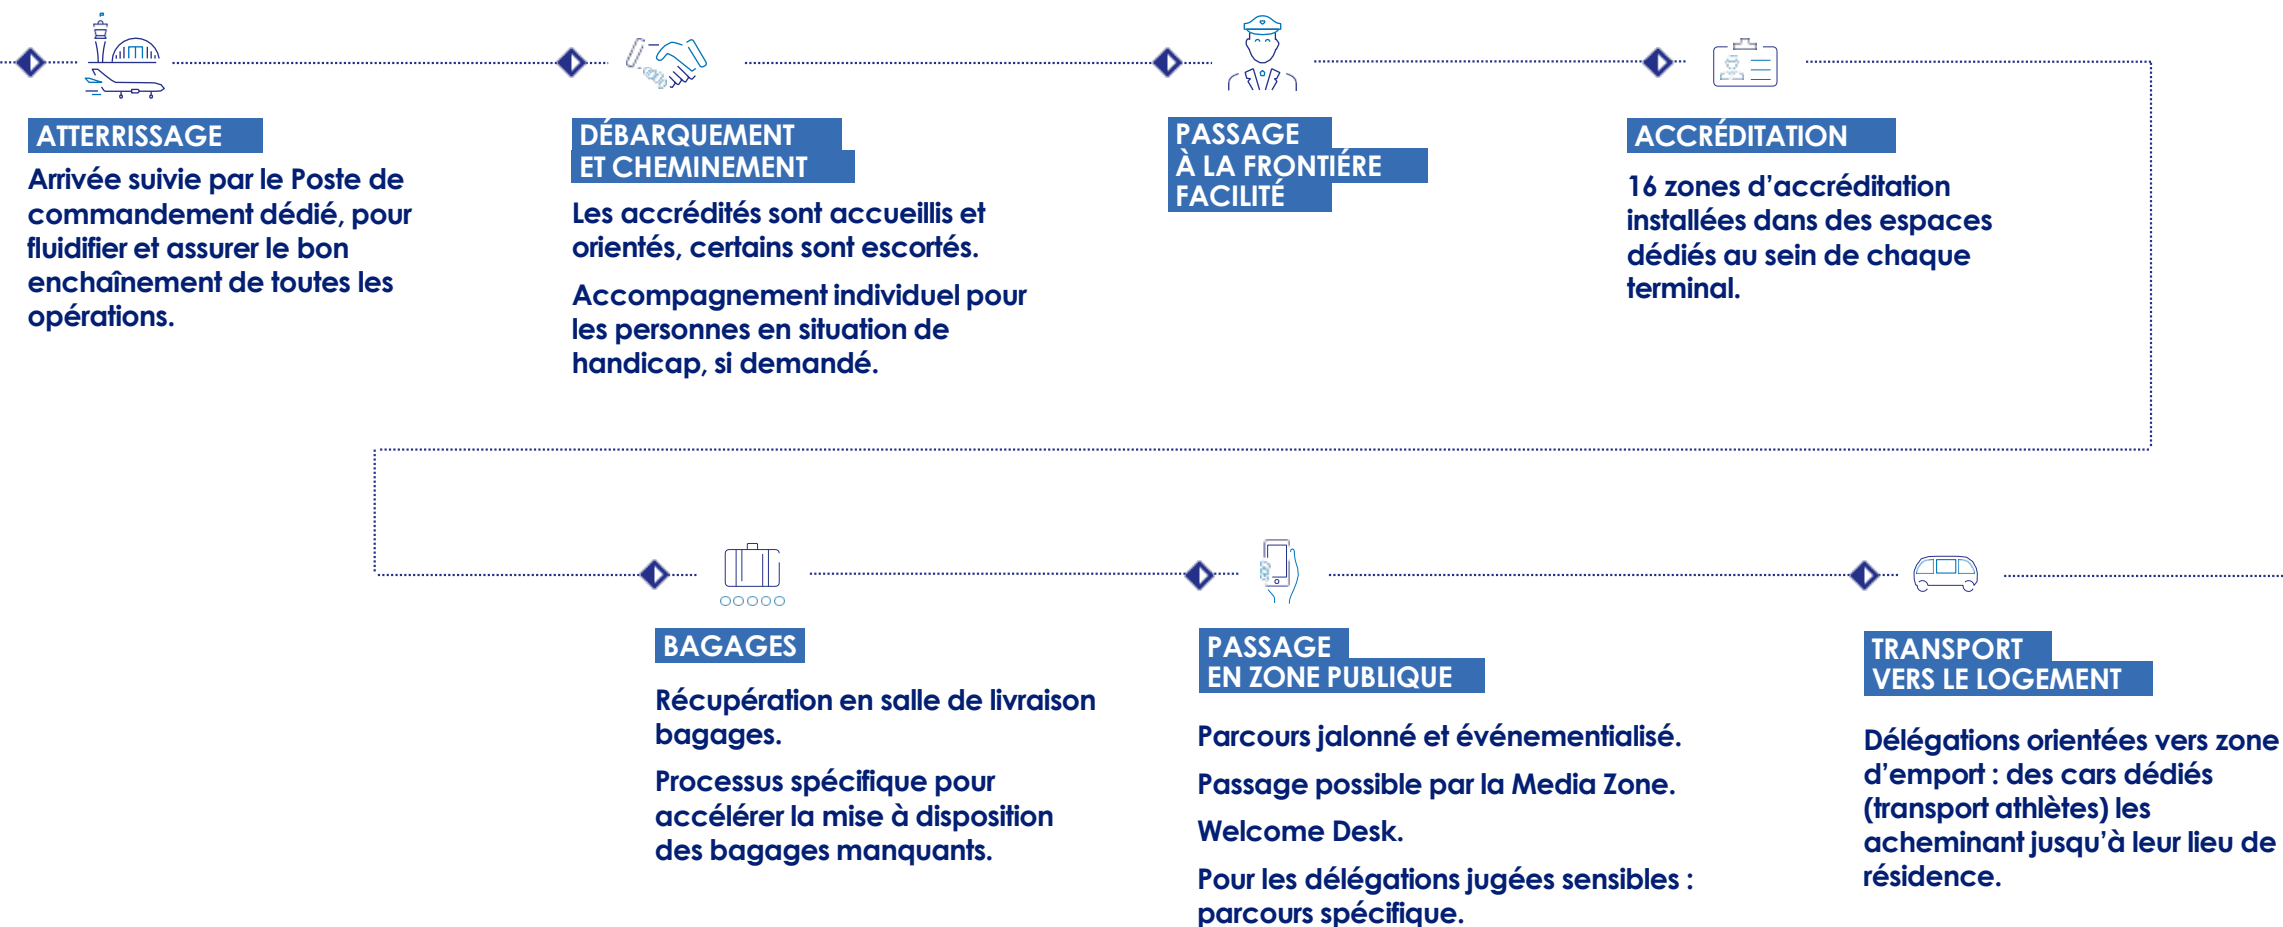 ATTERRISSAGE
Arrivée suivie par le Poste de
commandement dédié, pour
fluidifier et assurer le bon
enchaînement de toutes les
opérations.
DÉBARQUEMENT
ET CHEMINEMENT
Les accrédités sont accueillis et
orientés, certains sont escortés.
Accompagnement individuel pour
les personnes en situation de
handicap, si demandé.
PASSAGE
À LA FRONTIÉRE
FACILITÉ
ACCRÉDITATION
16 zones d’accréditation
installées dans des espaces
dédiés au sein de chaque
terminal.
BAGAGES
Récupération en salle de livraison
bagages.
Processus spécifique pour
accélérer la mise à disposition
des bagages manquants.
PASSAGE
EN ZONE PUBLIQUE
Parcours jalonné et événementialisé.
Passage possible par la Media Zone.
Welcome Desk.
Pour les délégations jugées sensibles :
parcours spécifique.
TRANSPORT
VERS LE LOGEMENT
Délégations orientées vers zone
d’emport : des cars dédiés
(transport athlètes) les
acheminant jusqu’à leur lieu de
résidence.